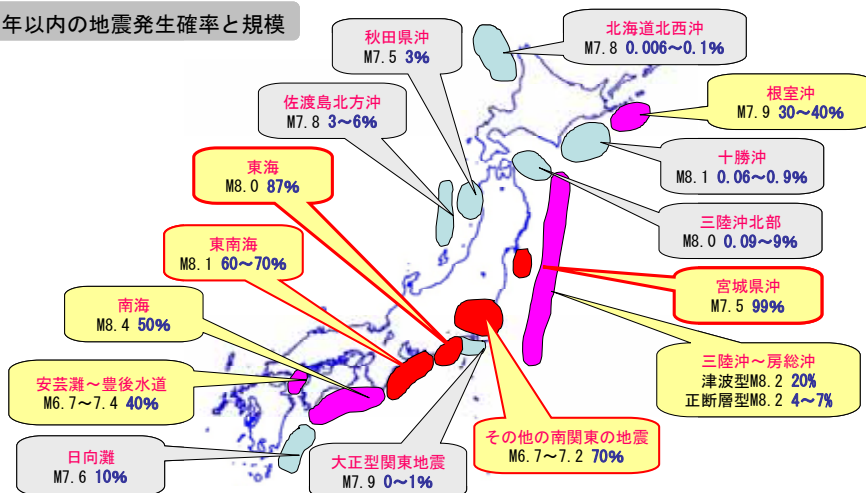 年以内の地震発生確率と規模
北海道北西沖
M7.8 0.006～0.1%
秋田県沖
M7.5 3%
佐渡島北方沖
M7.8 3～6%
根室沖
M7.9 30～40%
東海
M8.0 87%
十勝沖
M8.1 0.06～0.9%
三陸沖北部
M8.0 0.09～9%
東南海
M8.1 60～70%
宮城県沖
M7.5 99%
南海
M8.4 50%
三陸沖～房総沖
津波型M8.2 20%
正断層型M8.2 4～7%
安芸灘～豊後水道
M6.7～7.4 40%
その他の南関東の地震
M6.7～7.2 70%
日向灘
M7.6 10%
大正型関東地震
M7.9 0～1%